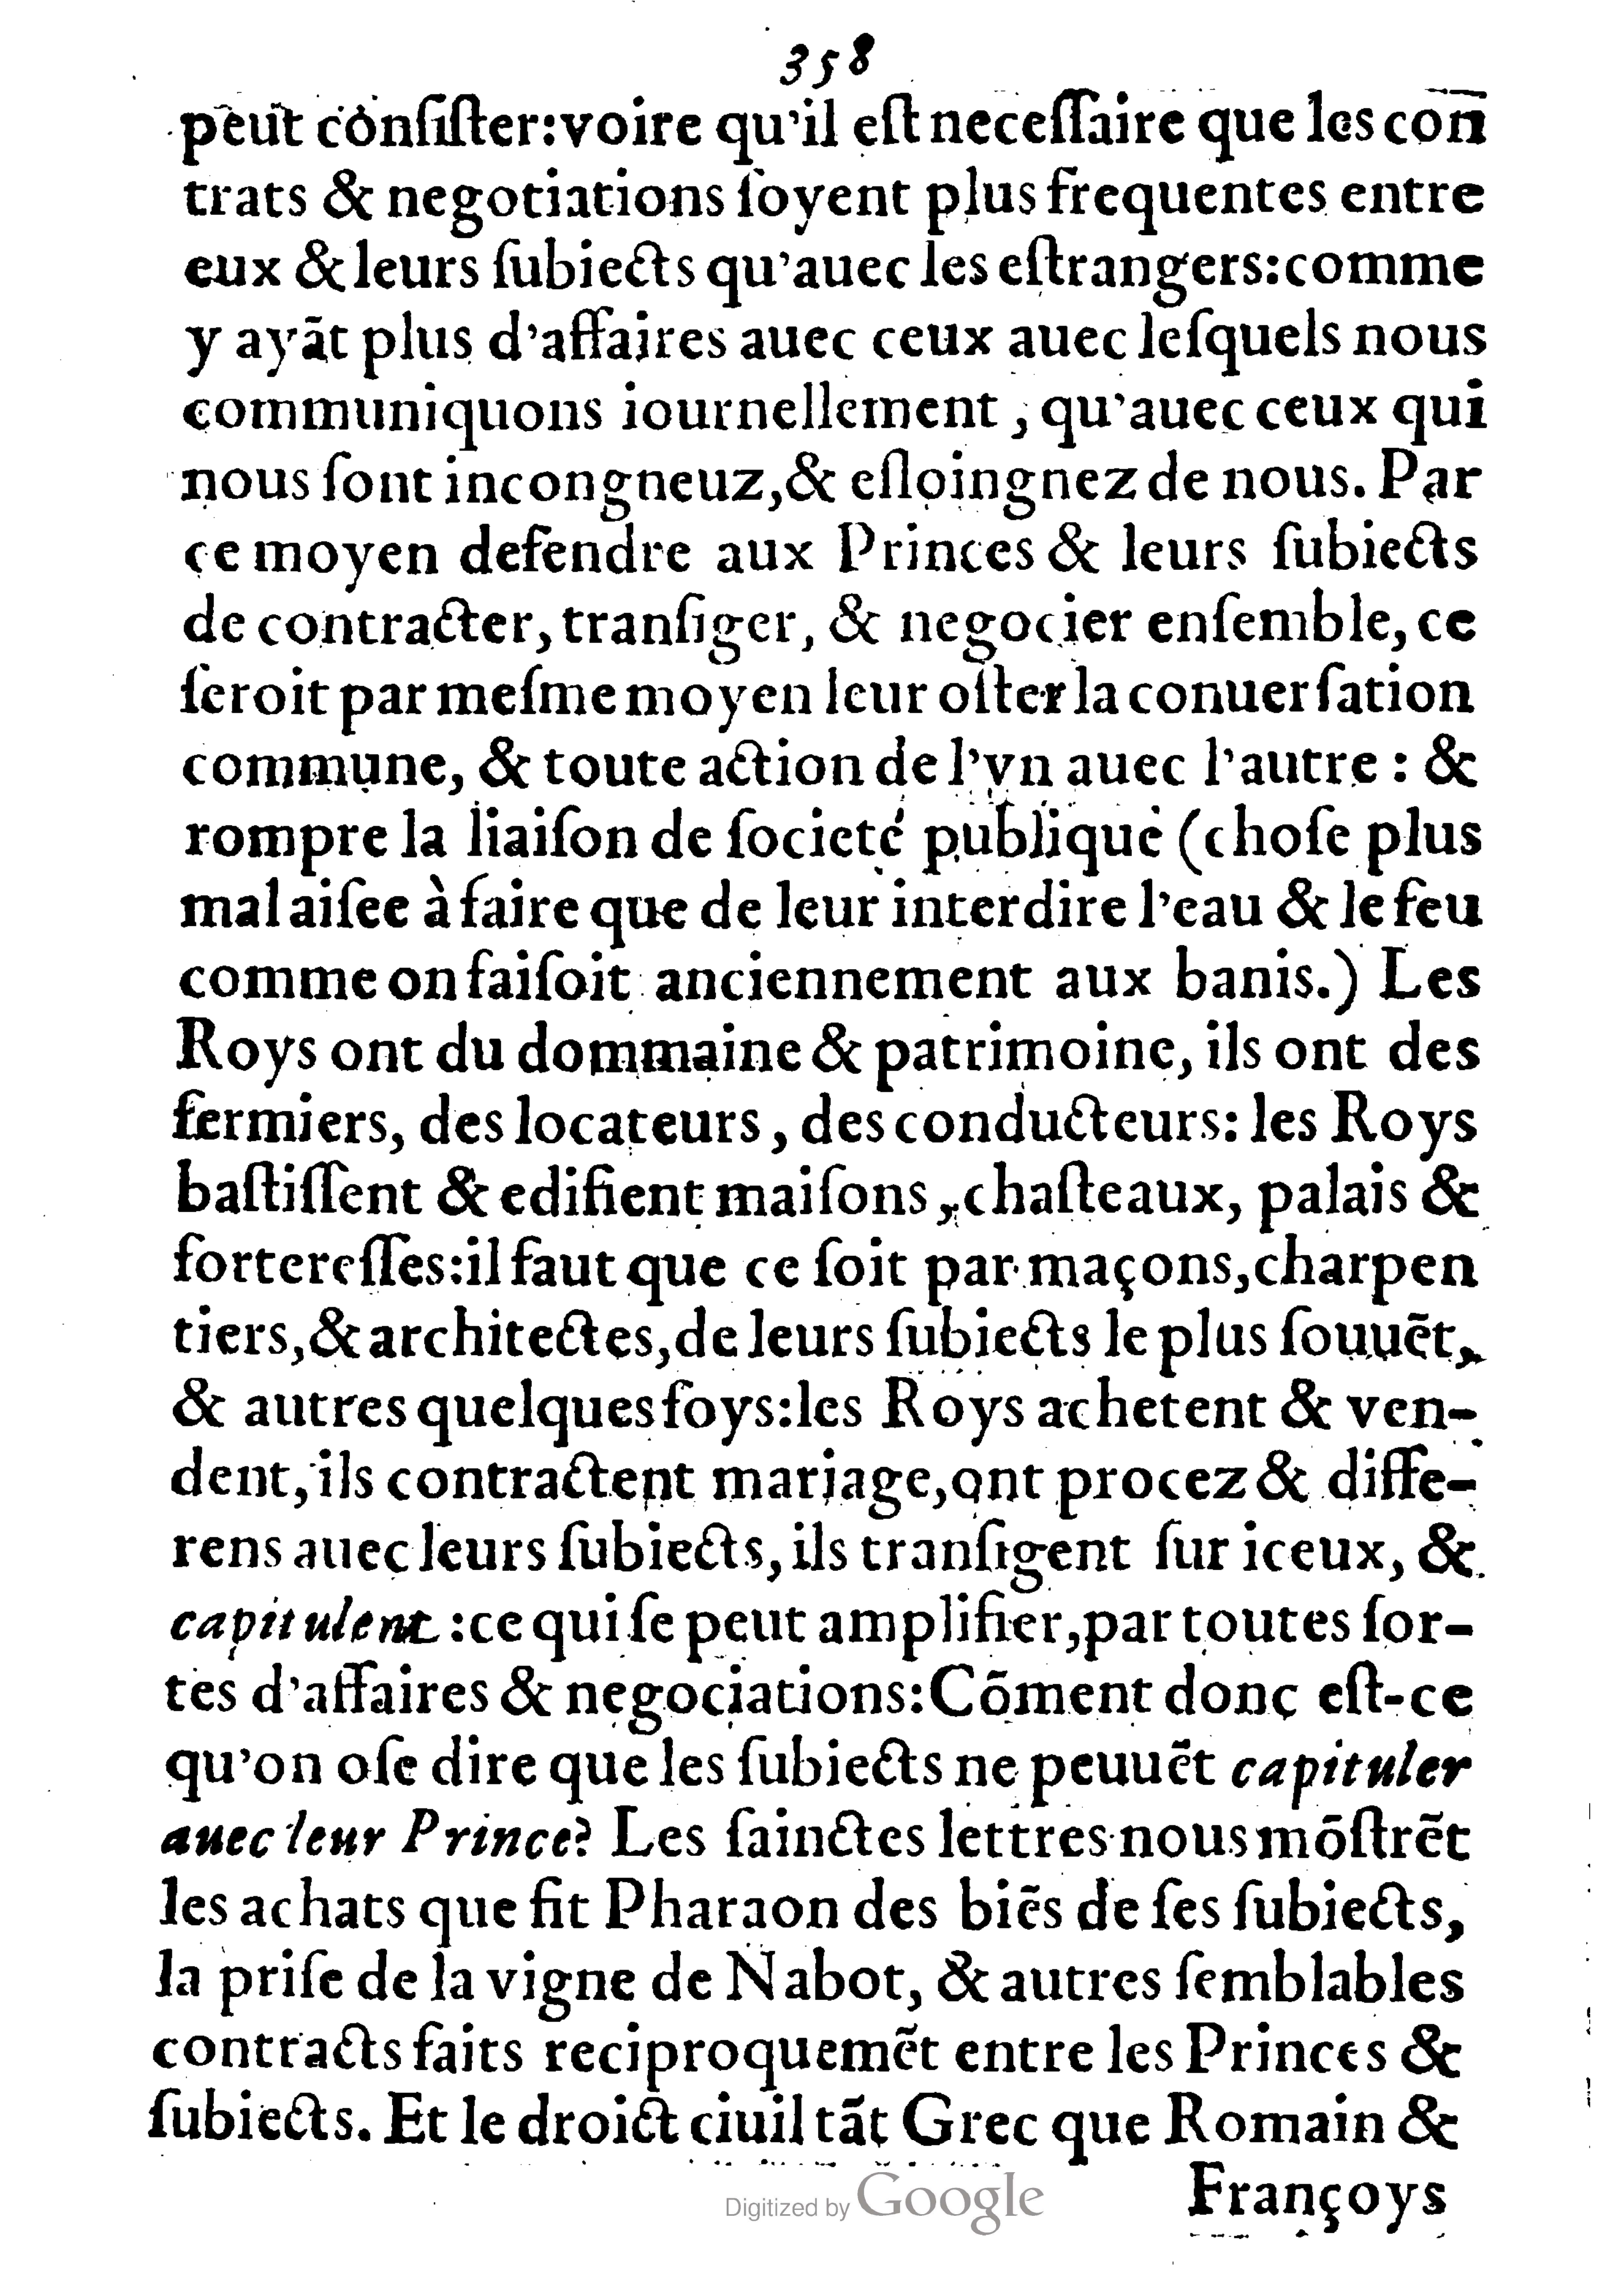 358
peut consiſter:voire qu'il eſt neceſſaire que les con
trats & negotiations ſoyent plus frequentes entre
eux & leurs ſubiects qu'auec les eſtrangers:comme
y ayãt plus d'affaires auec ceux auec leſquels nous
communiquons iournellement, qu'auec ceux qui
nous ſont incongneuz,& eſloingnez de nous. Par
ce moyen defendre aux Princes & leurs ſubiects
de contracter, tranſiger, & negocier enſemble, ce
ſeroit par meſme moyen leur oſter la conuerſation
commune, & toute action de l'vn auec l'autre : &
rompre la liaiſon de ſocieté publique (choſe plus
mal aiſee à faire que de leur interdire l'eau & le feu
comme on faiſoit anciennement aux banis.) Les
Roys ont du dommaine & patrimoine, ils ont des
fermiers, des locateurs, des conducteurs: les Roys
baſtiſſent & edifient maiſons, chaſteaux, palais &
fortereſſes:il faut que ce ſoit par maçons,charpen
tiers,& architectes,de leurs ſubiects le plus ſouuẽt,
& autres quelquesfoys:les Roys achetent & ven-
dent, ils contractent mariage,ont procez & diffe-
rens auec leurs ſubiects, ils tranſigent ſur iceux, &
capitulent :ce qui ſe peut amplifier,par toutes ſor-
tes d'affaires & negociations:Cõment donc eſt-ce
qu'on oſe dire que les ſubiects ne peuuẽt capituler
auec leur Prince? Les ſainctes lettres nous mõſtrẽt
les achats que fit Pharaon des biẽs de ſes ſubiects,
la priſe de la vigne de Nabot, & autres ſemblables
contracts faits reciproquemẽt entre les Princes &
ſubiects. Et le droict ciuil tãt Grec que Romain &
Françoys
Digitized by Google